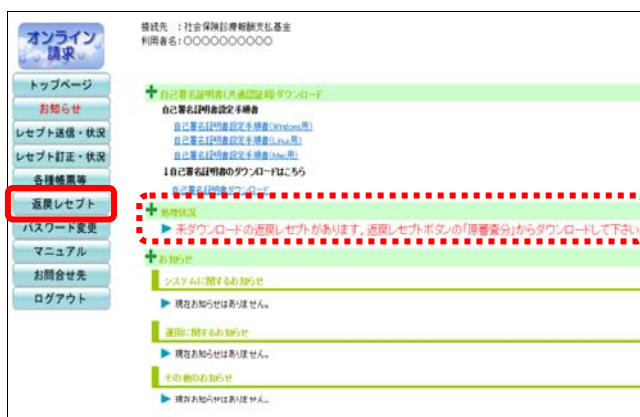 オンライン
請求
トップページ
お知らせ
レセプト送信・状況
レセプト訂正・状況
各種帳票等
返戻レセプト
パスワード変更
マニュアル
お問合せ先
ログアウト
接続先 :社会保険診療報酬支払基金
利用者名:〇〇〇〇〇〇〇〇〇〇
自己署名証明書(共通認証局)ダウンロード
自己署名証明書設定手順書
自己署名証明書設定手順書(Windows用)
自己署名証明書設定手順書(Linux用)
自己署名証明書設定手順書(Mac用)
↓自己署名証明書のダウンロードはこちら
自己署名証明書ダウンロード
処理状況
未ダウンロードの返戻レセプトがあります。返戻レセプトボタンの「原審査分」からダウンロードして下さい。
お知らせ
システムに関するお知らせ
現在お知らせはありません。
運用に関するお知らせ
現在お知らせはありません。
その他のお知らせ
現在お知らせはありません。